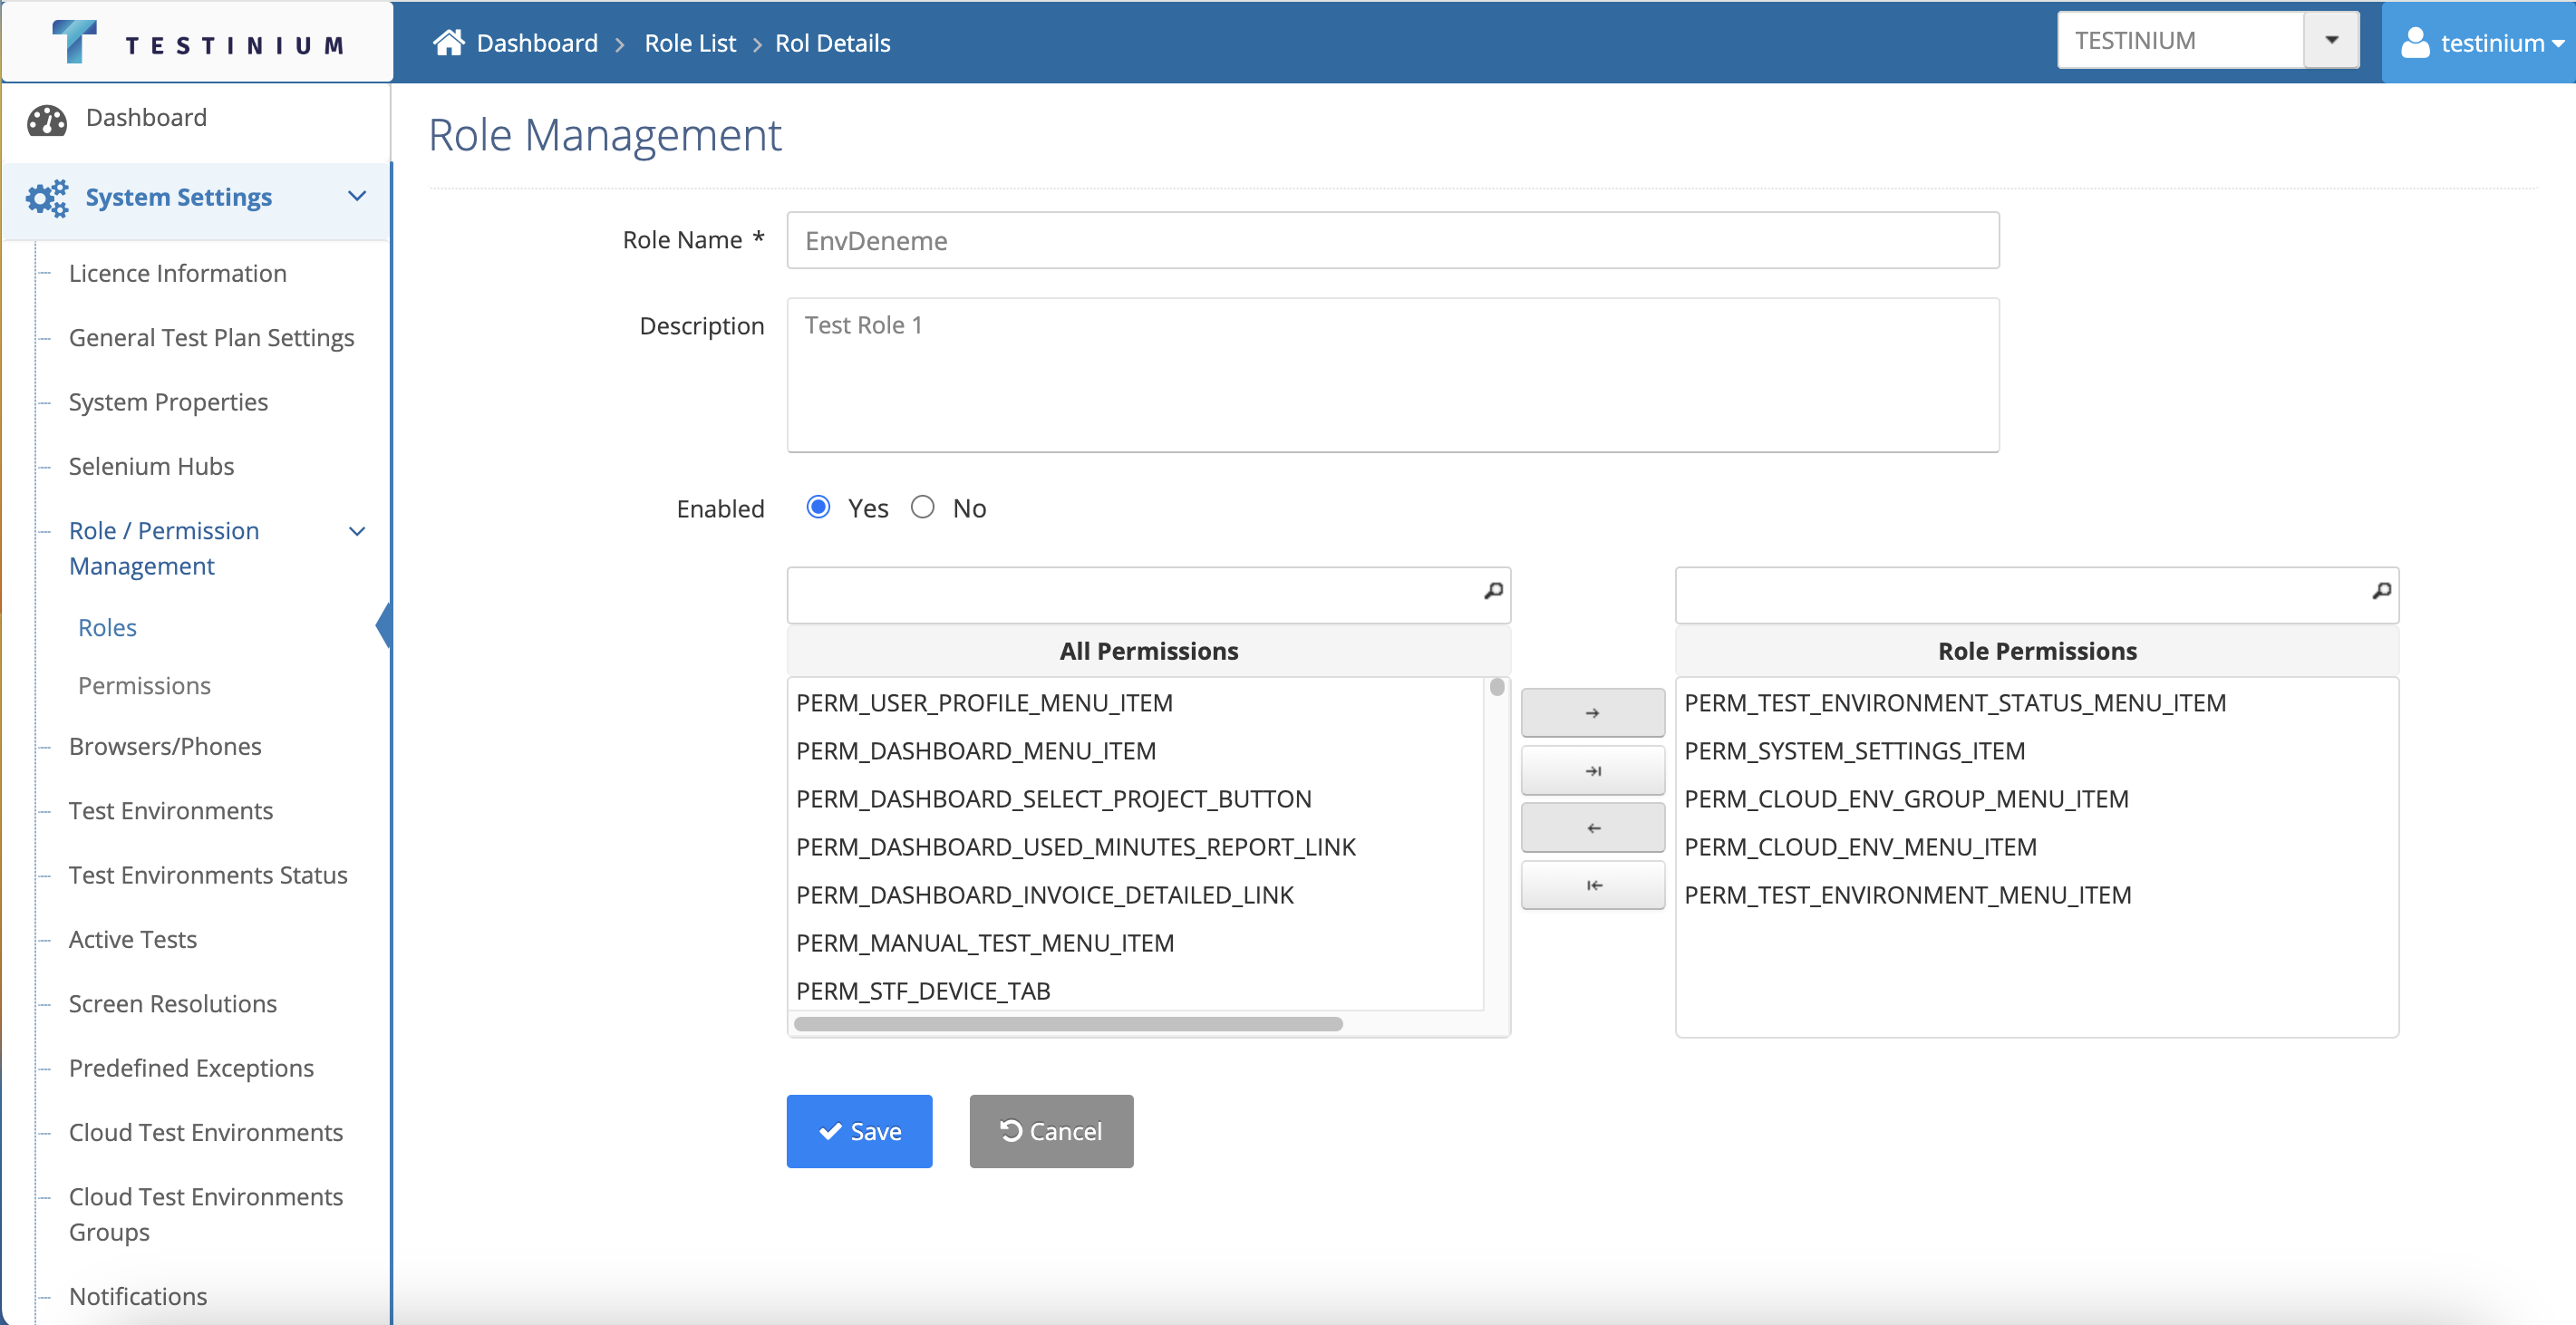 TESTINIUM
Dashboard > Role List > Rol Details
TESTINIUM
testinium
Dashboard
System Settings
Licence Information
General Test Plan Settings
System Properties
Selenium Hubs
Role / Permission
Management
Roles
Permissions
Browsers/Phones
Test Environments
Test Environments Status
Active Tests
Screen Resolutions
Predefined Exceptions
Cloud Test Environments
Cloud Test Environments
Groups
Notifications
Role Management
Role Name *
EnvDeneme
Description
Test Role 1
Enabled
Yes
No
All Permissions
PERM_USER_PROFILE_MENU_ITEM
PERM_DASHBOARD_MENU_ITEM
PERM_DASHBOARD_SELECT_PROJECT_BUTTON
PERM_DASHBOARD_USED_MINUTES_REPORT_LINK
PERM_DASHBOARD_INVOICE_DETAILED_LINK
PERM_MANUAL_TEST_MENU_ITEM
PERM_STF_DEVICE_TAB
Role Permissions
PERM_TEST_ENVIRONMENT_STATUS_MENU_ITEM
PERM_SYSTEM_SETTINGS_ITEM
PERM_CLOUD_ENV_GROUP_MENU_ITEM
PERM_CLOUD_ENV_MENU_ITEM
PERM_TEST_ENVIRONMENT_MENU_ITEM
Save
Cancel